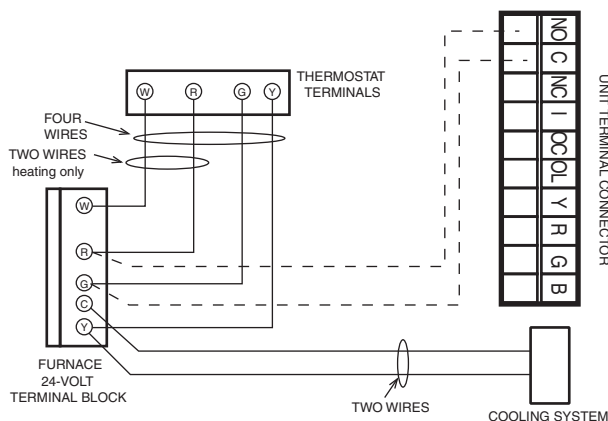 THERMOSTAT
TERMINALS
W
R
G
Y
FOUR
WIRES
TWO WIRES
heating only
W
R
G
C
Y
FURNACE
24-VOLT
TERMINAL BLOCK
TWO WIRES
NO
C
NC
I
OC
OL
Y
R
G
B
UNIT TERMINAL CONNECTOR
COOLING SYSTEM